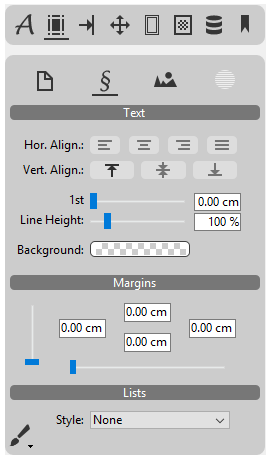 A
§
Text
Hor. Align.:
Vert. Align.:
1st 0.00 cm
Line Height: 100 %
Background:
Margins
0.00 cm
0.00 cm 0.00 cm
0.00 cm
Lists
Style: None